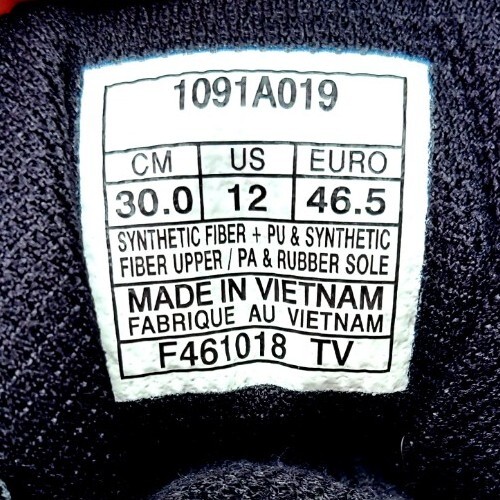 1091A019
CM US EURO
30.0 12 46.5
SYNTHETIC FIBER + PU & SYNTHETIC
FIBER UPPER / PA & RUBBER SOLE
MADE IN VIETNAM
FABRIQUE AU VIETNAM
F461018 TV